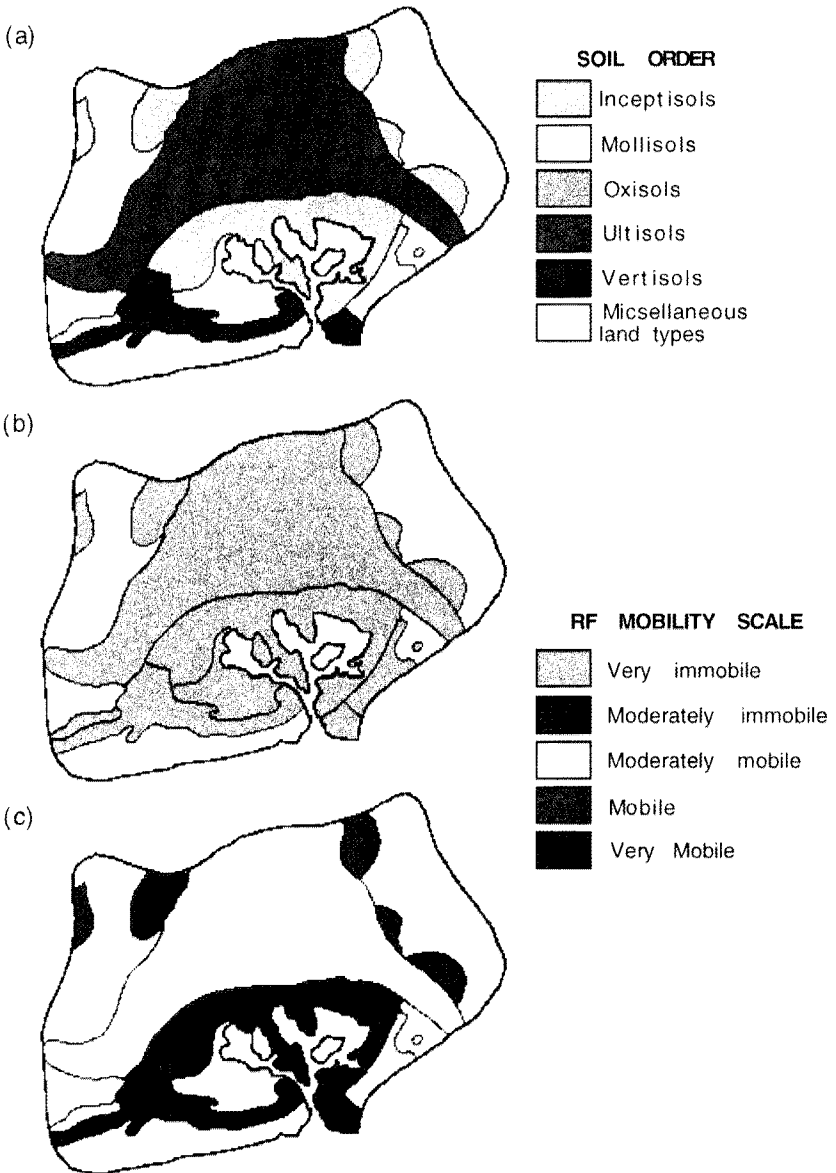 (a)
SOIL ORDER
Inceptisols
Mollisols
Oxisols
Ultisols
Vertisols
Micsellaneous
land types
(b)
RF MOBILITY SCALE
Very immobile
Moderately immobile
Moderately mobile
Mobile
Very Mobile
(c)